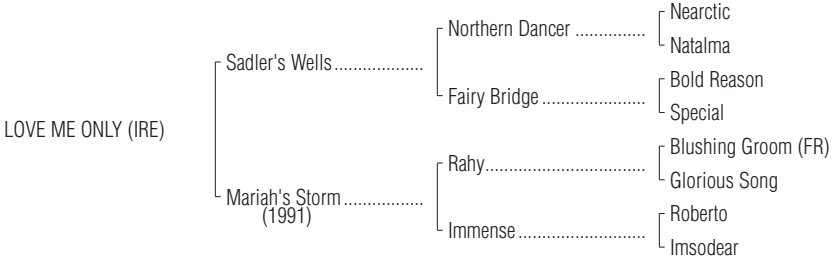 Nearctic
Northern Dancer ...............
Natalma
Sadler's Wells...................
Bold Reason
Fairy Bridge ......................
Special
LOVE ME ONLY (IRE)
Blushing Groom (FR)
Rahy..................................
Glorious Song
Mariah's Storm .................
(1991)
Roberto
Immense ...........................
Imsodear